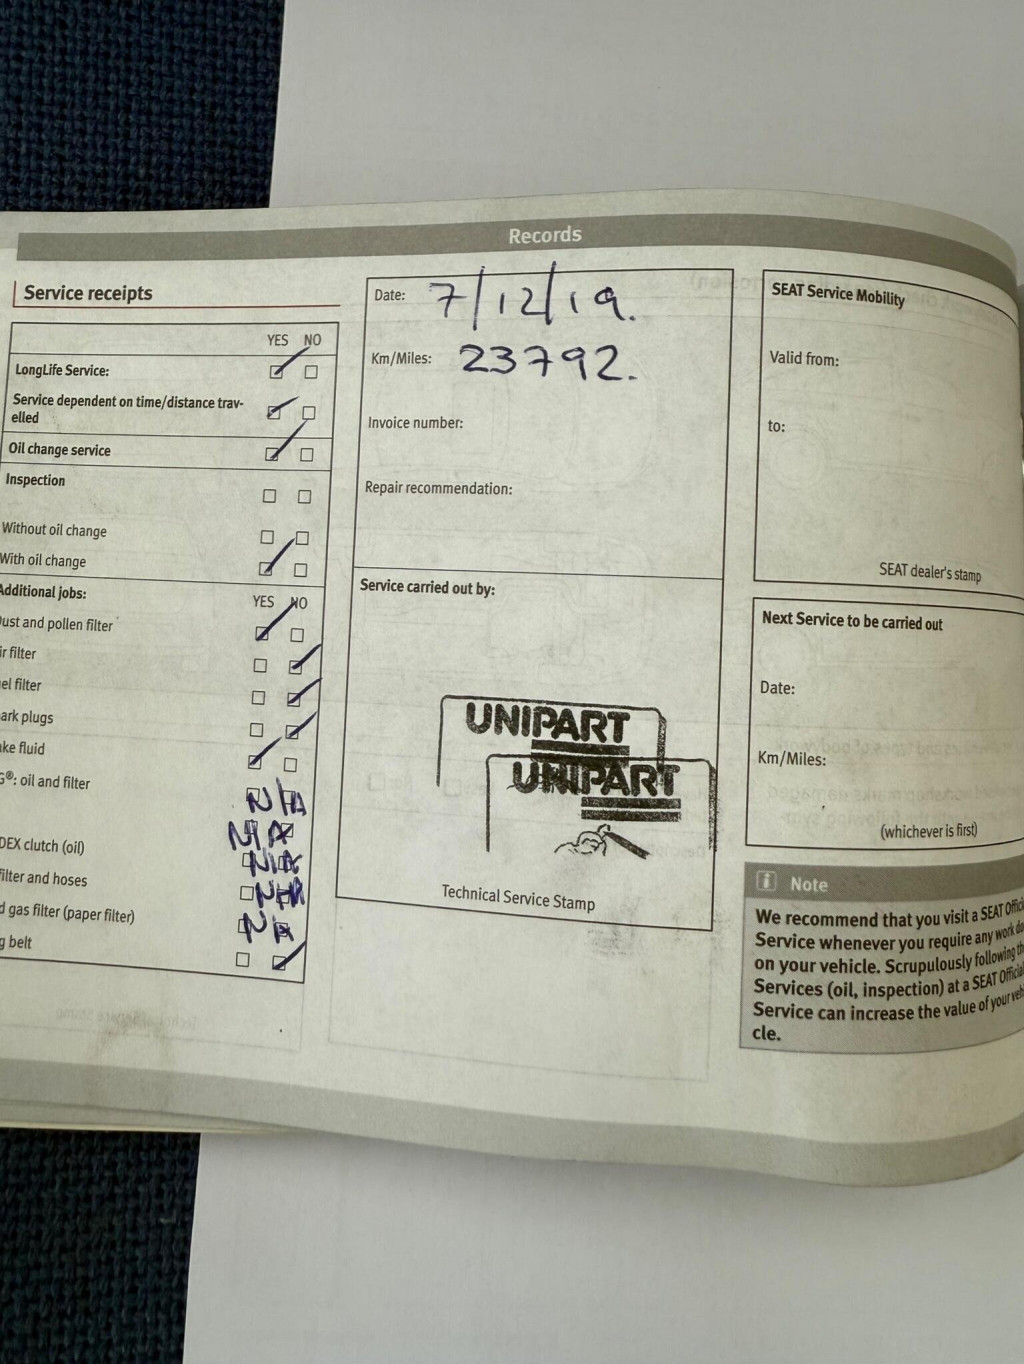 Records
Service receipts
YES NO
LongLife Service:
Service dependent on time/distance trav-
elled
Oil change service
Inspection
Without oil change
With oil change
Additional jobs:
YES NO
ust and pollen filter
ir filter
el filter
ark plugs
ke fluid
G®: oil and filter
N/A
N/A
DEX clutch (oil)
N/A
filter and hoses
N/A
d gas filter (paper filter)
N/A
g belt
Date: 7/12/19.
Km/Miles: 23792.
Invoice number:
Repair recommendation:
Service carried out by:
UNIPART
UNIPART
Technical Service Stamp
SEAT Service Mobility
Valid from:
to:
SEAT dealer's stamp
Next Service to be carried out
Date:
Km/Miles:
(whichever is first)
i Note
We recommend that you visit a SEAT Offici
Service whenever you require any work do
on your vehicle. Scrupulously following th
Services (oil, inspection) at a SEAT Official
Service can increase the value of your vehi
cle.